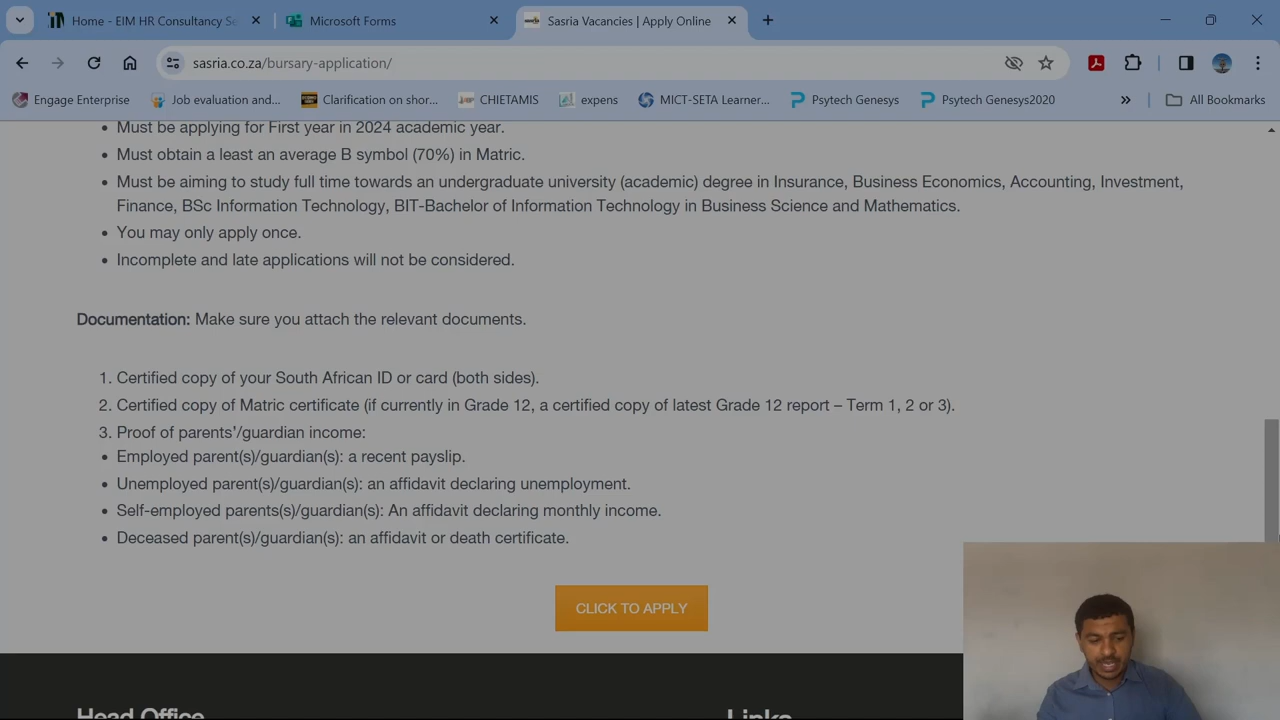 Home - EIM HR Consultancy Se
Microsoft Forms
Sasria Vacancies | Apply Online
sasria.co.za/bursary-application/
Engage Enterprise
Job evaluation and...
Clarification on shor...
CHIETAMIS
expens
MICT-SETA Learner...
Psytech Genesys
Psytech Genesys2020
All Bookmarks
• Must be applying for First year in 2024 academic year.
• Must obtain a least an average B symbol (70%) in Matric.
• Must be aiming to study full time towards an undergraduate university (academic) degree in Insurance, Business Economics, Accounting, Investment,
Finance, BSc Information Technology, BIT-Bachelor of Information Technology in Business Science and Mathematics.
• You may only apply once.
• Incomplete and late applications will not be considered.
Documentation: Make sure you attach the relevant documents.
1. Certified copy of your South African ID or card (both sides).
2. Certified copy of Matric certificate (if currently in Grade 12, a certified copy of latest Grade 12 report – Term 1, 2 or 3).
3. Proof of parents'/guardian income:
• Employed parent(s)/guardian(s): a recent payslip.
• Unemployed parent(s)/guardian(s): an affidavit declaring unemployment.
• Self-employed parents(s)/guardian(s): An affidavit declaring monthly income.
• Deceased parent(s)/guardian(s): an affidavit or death certificate.
CLICK TO APPLY
Head Office
Links